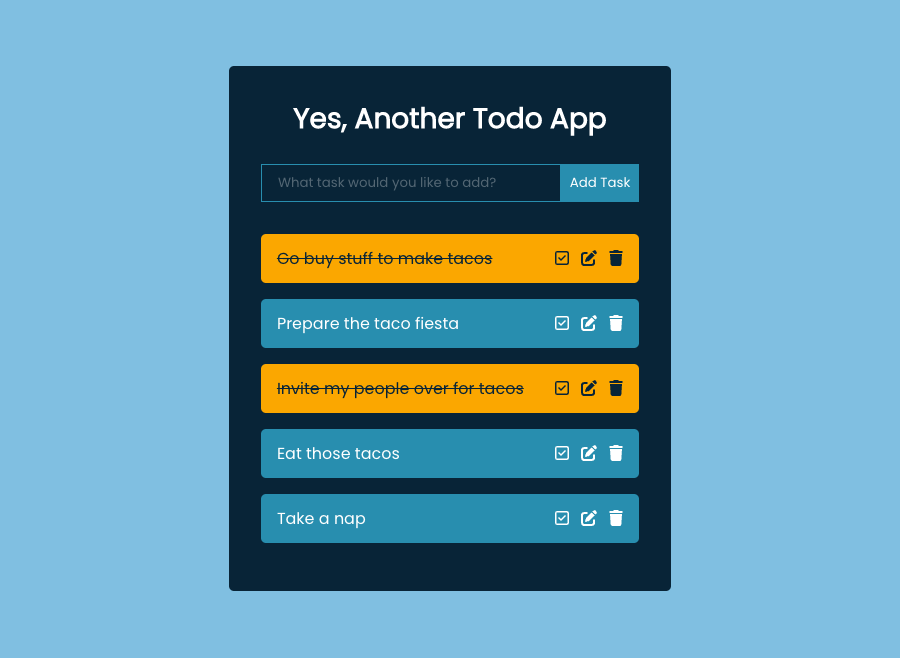 Yes, Another Todo App
What task would you like to add? Add Task
Go buy stuff to make tacos
Prepare the taco fiesta
Invite my people over for tacos
Eat those tacos
Take a nap